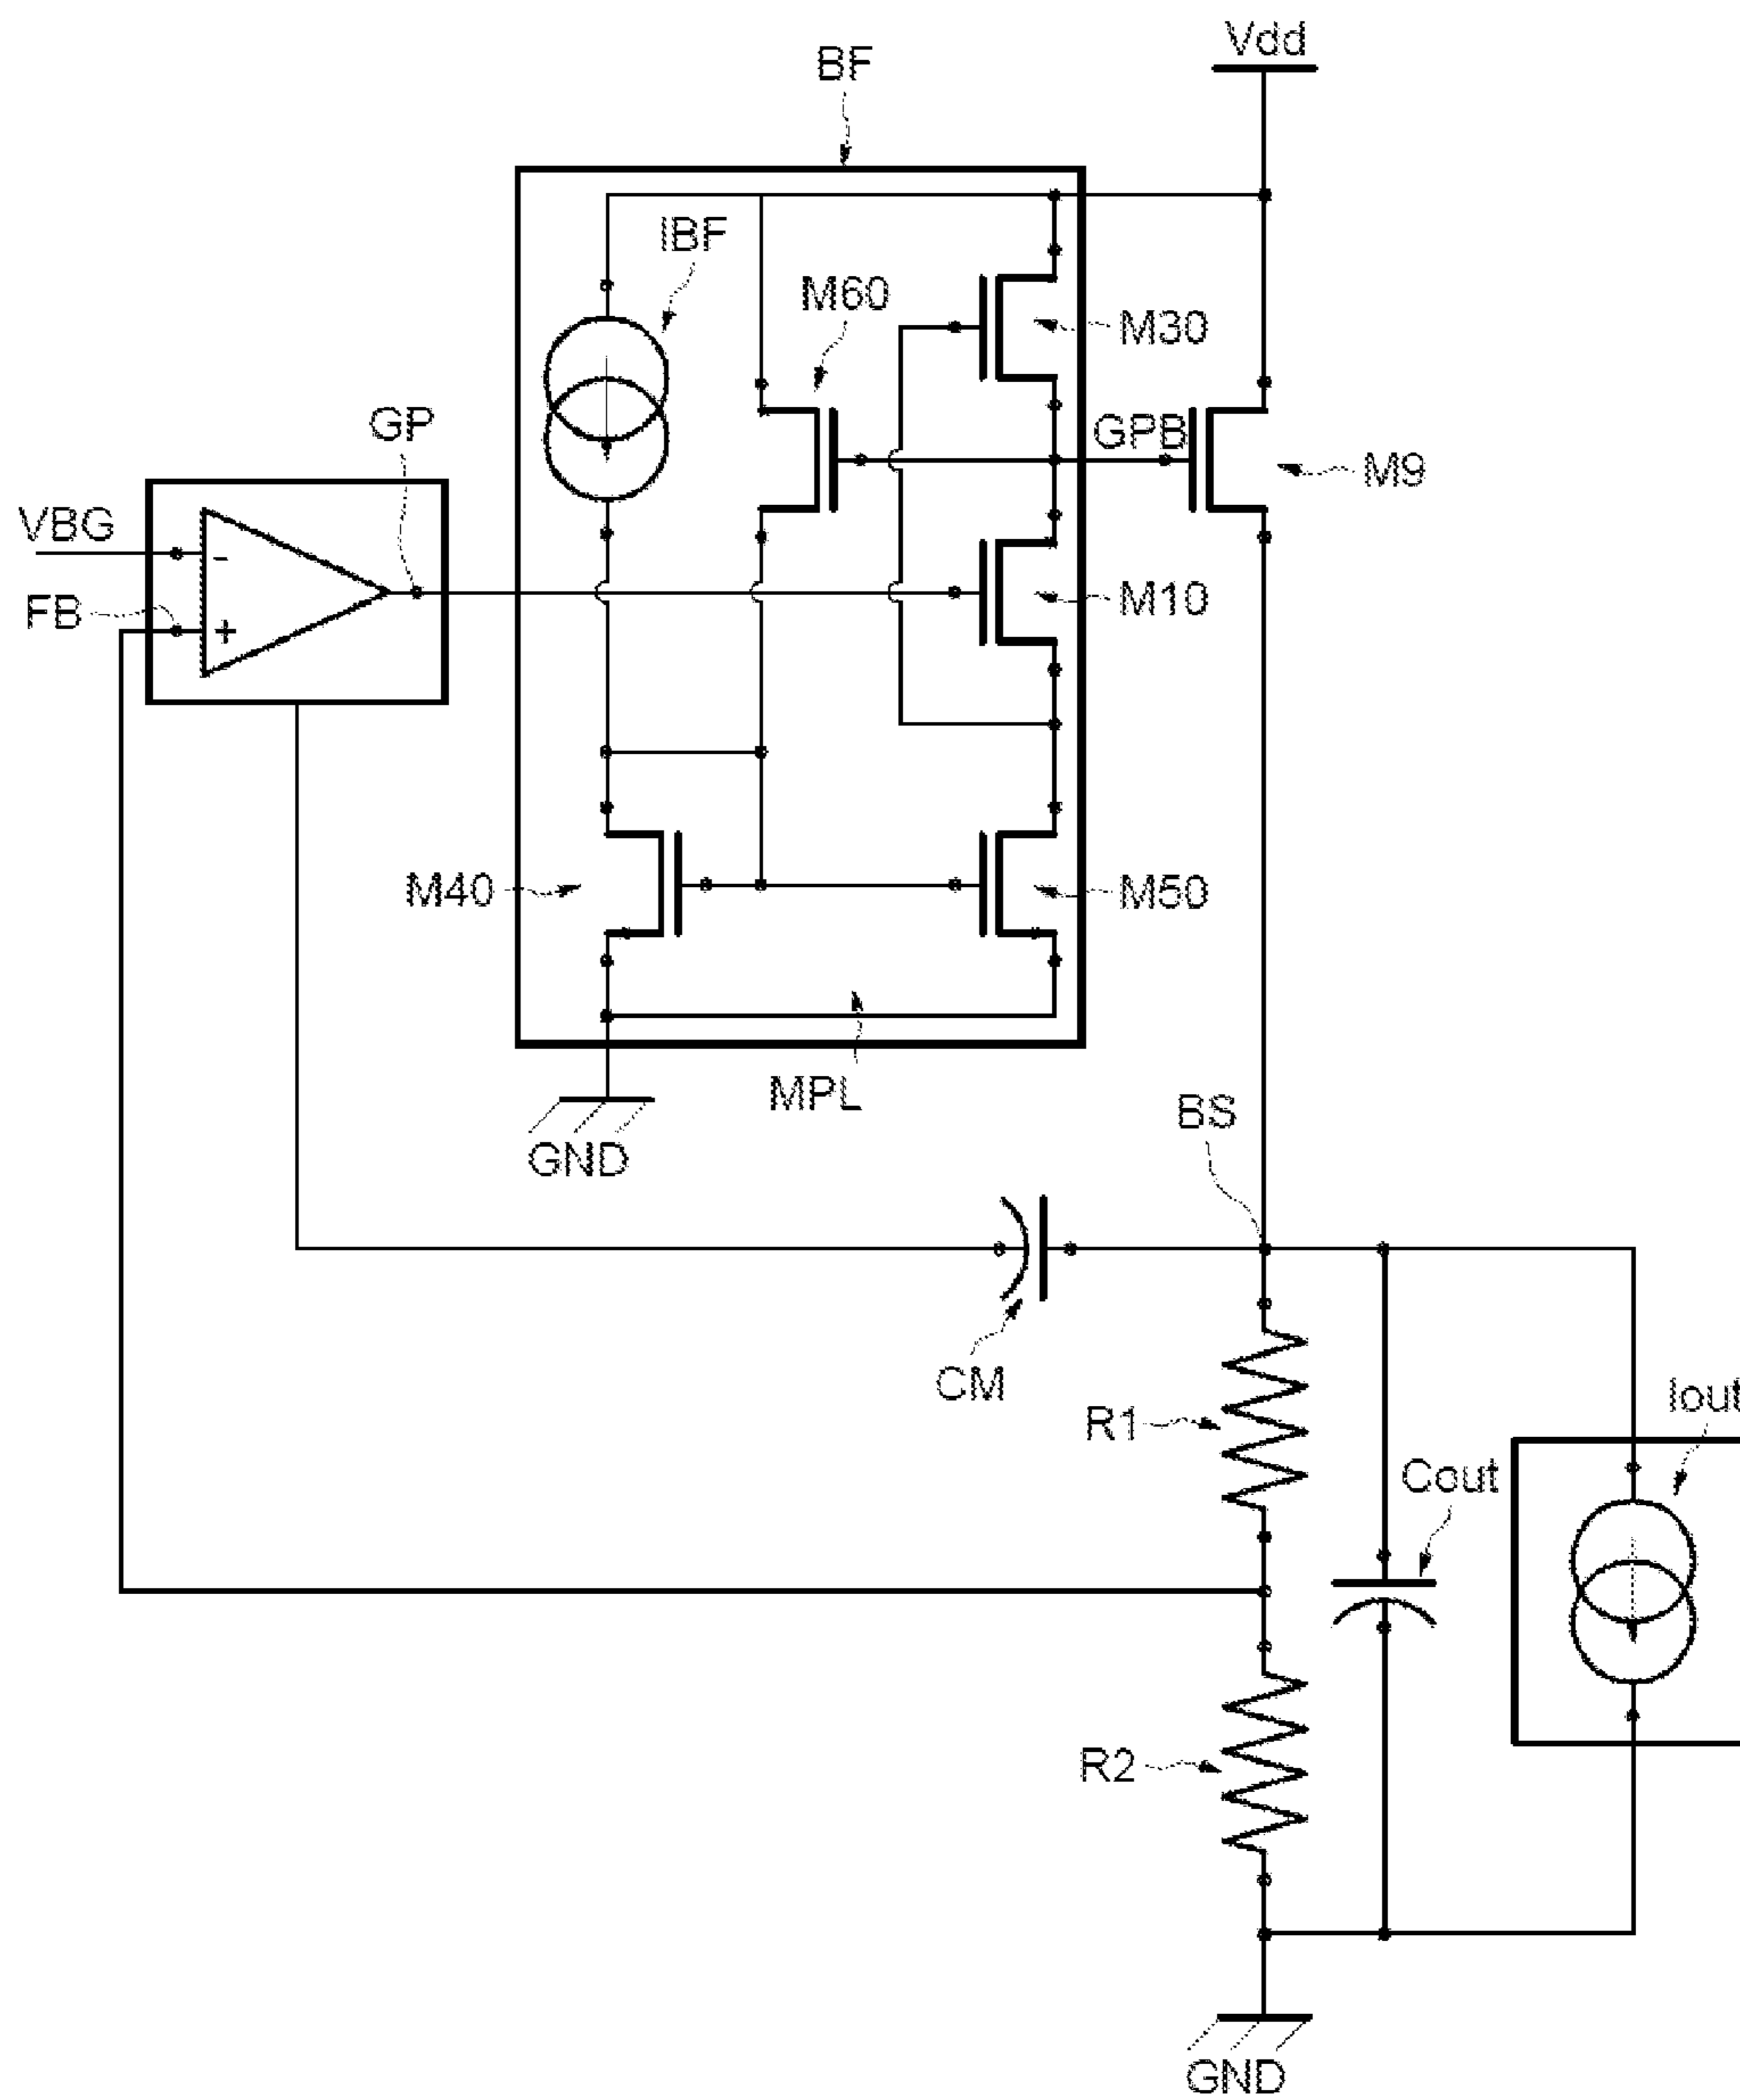 Vdd
BF
IBF
M60
M30
GP
GPB
M9
VBG
-
FB
+
M10
M40
M50
MPL
GND
BS
CM
R1
Iout
Cout
R2
GND